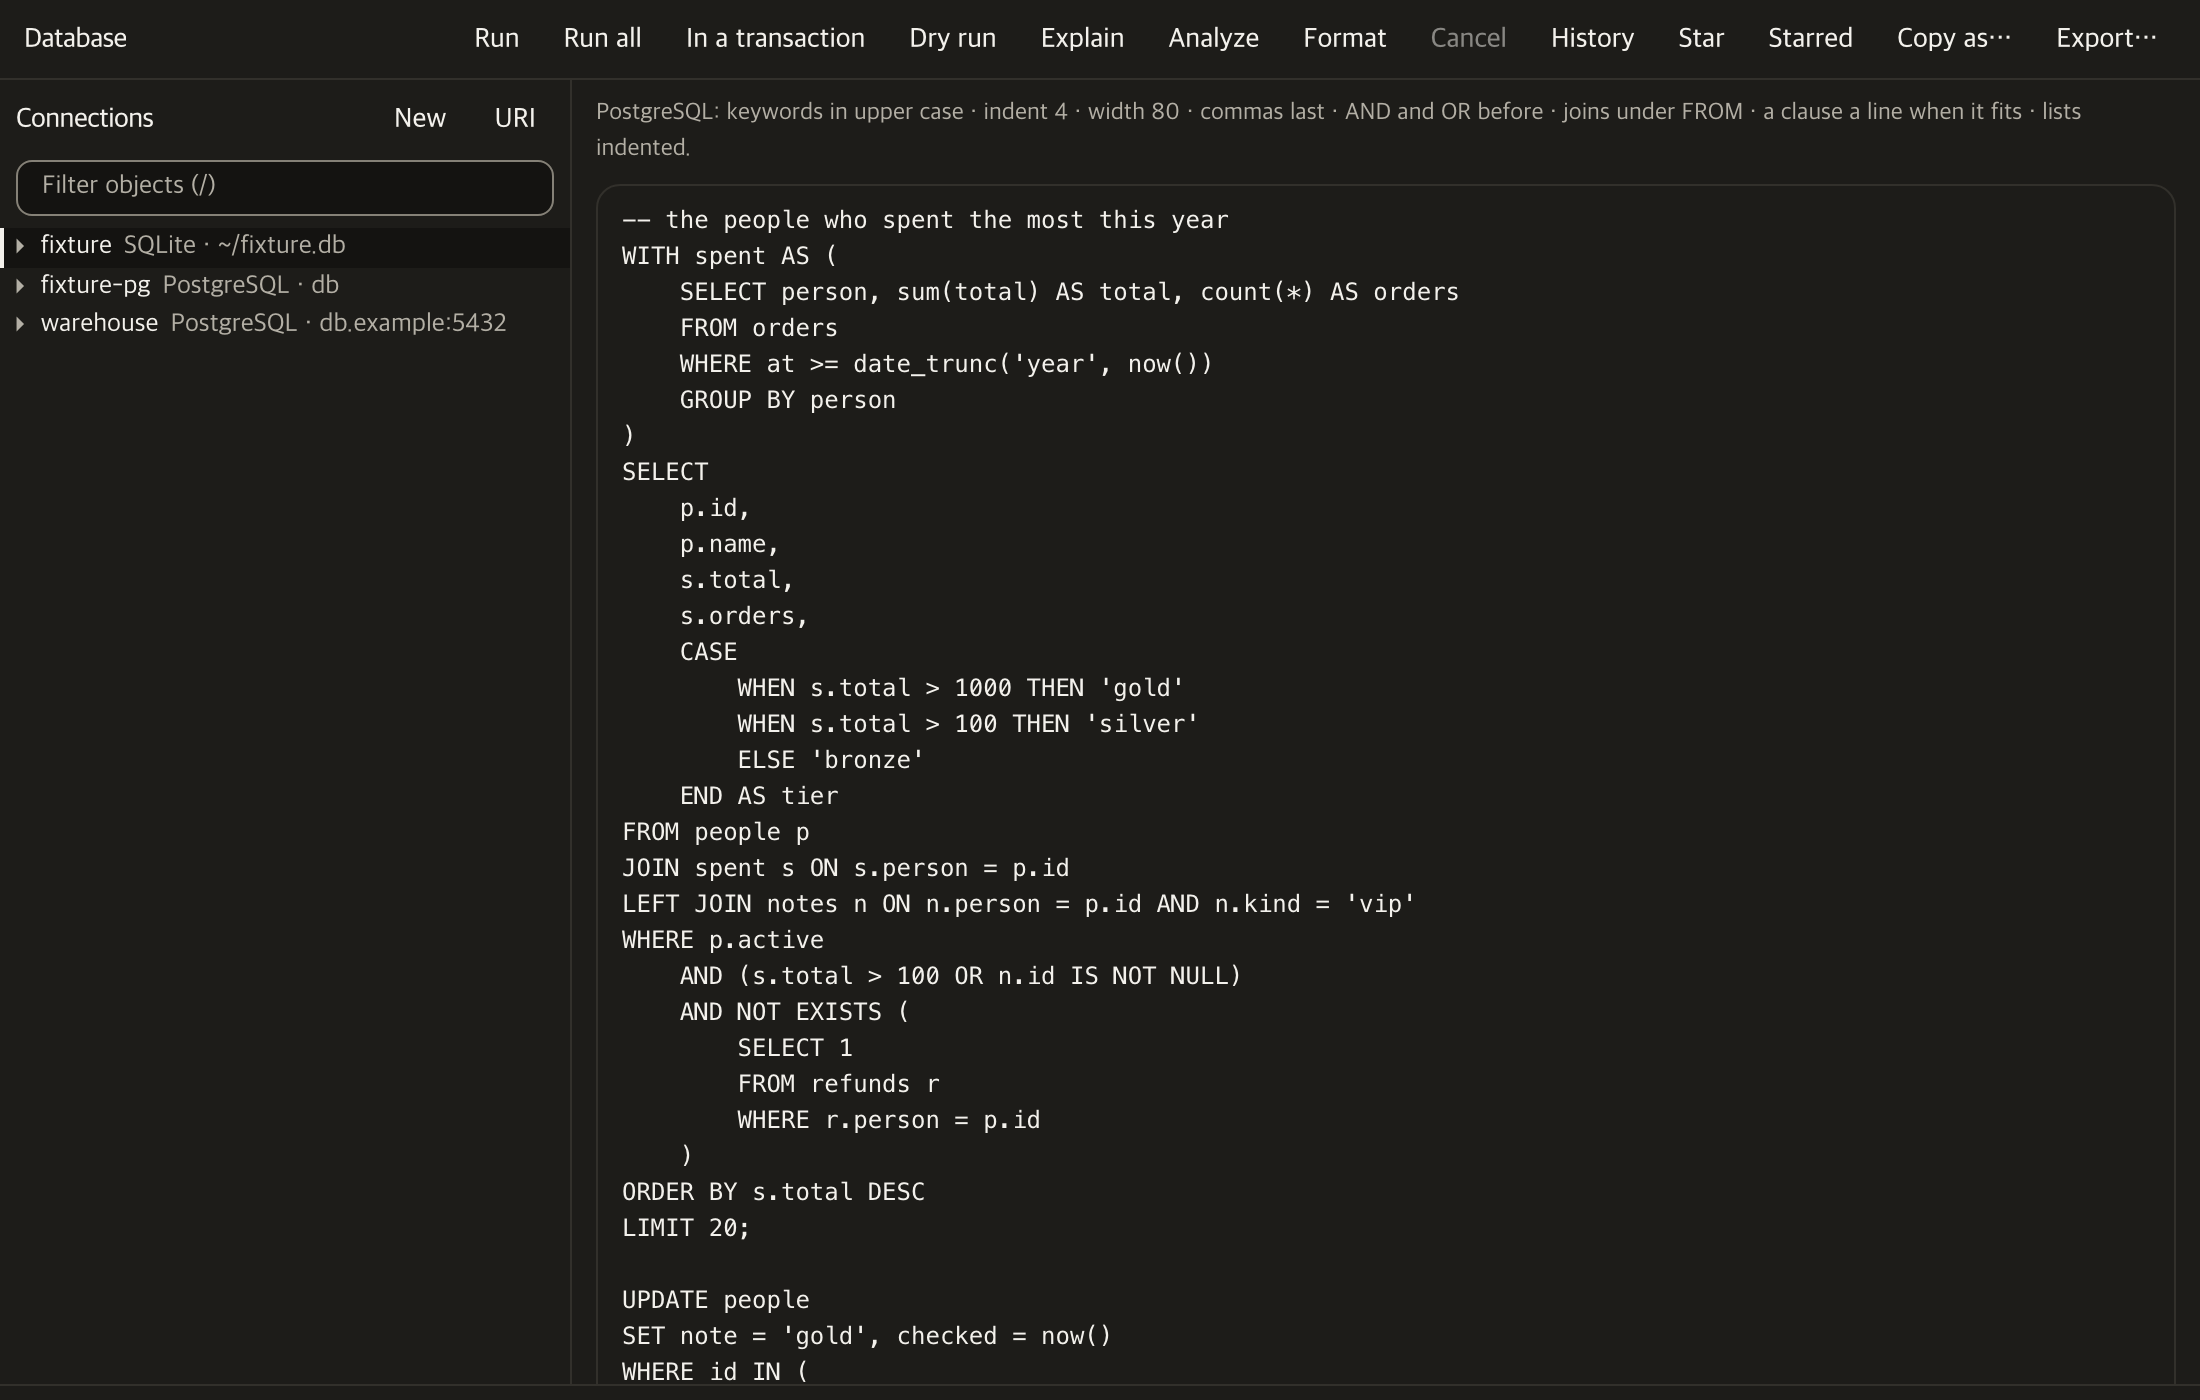 Database Run Run all In a transaction Dry run Explain Analyze Format Cancel History Star Starred Copy as··· Export···
Connections New URI
Filter objects (/)
fixture SQLite · ~/fixture.db
fixture-pg PostgreSQL · db
warehouse PostgreSQL · db.example:5432
PostgreSQL: keywords in upper case · indent 4 · width 80 · commas last · AND and OR before · joins under FROM · a clause a line when it fits · lists
indented.
-- the people who spent the most this year
WITH spent AS (
    SELECT person, sum(total) AS total, count(*) AS orders
    FROM orders
    WHERE at >= date_trunc('year', now())
    GROUP BY person
)
SELECT
    p.id,
    p.name,
    s.total,
    s.orders,
    CASE
        WHEN s.total > 1000 THEN 'gold'
        WHEN s.total > 100 THEN 'silver'
        ELSE 'bronze'
    END AS tier
FROM people p
JOIN spent s ON s.person = p.id
LEFT JOIN notes n ON n.person = p.id AND n.kind = 'vip'
WHERE p.active
    AND (s.total > 100 OR n.id IS NOT NULL)
    AND NOT EXISTS (
        SELECT 1
        FROM refunds r
        WHERE r.person = p.id
    )
ORDER BY s.total DESC
LIMIT 20;

UPDATE people
SET note = 'gold', checked = now()
WHERE id IN (